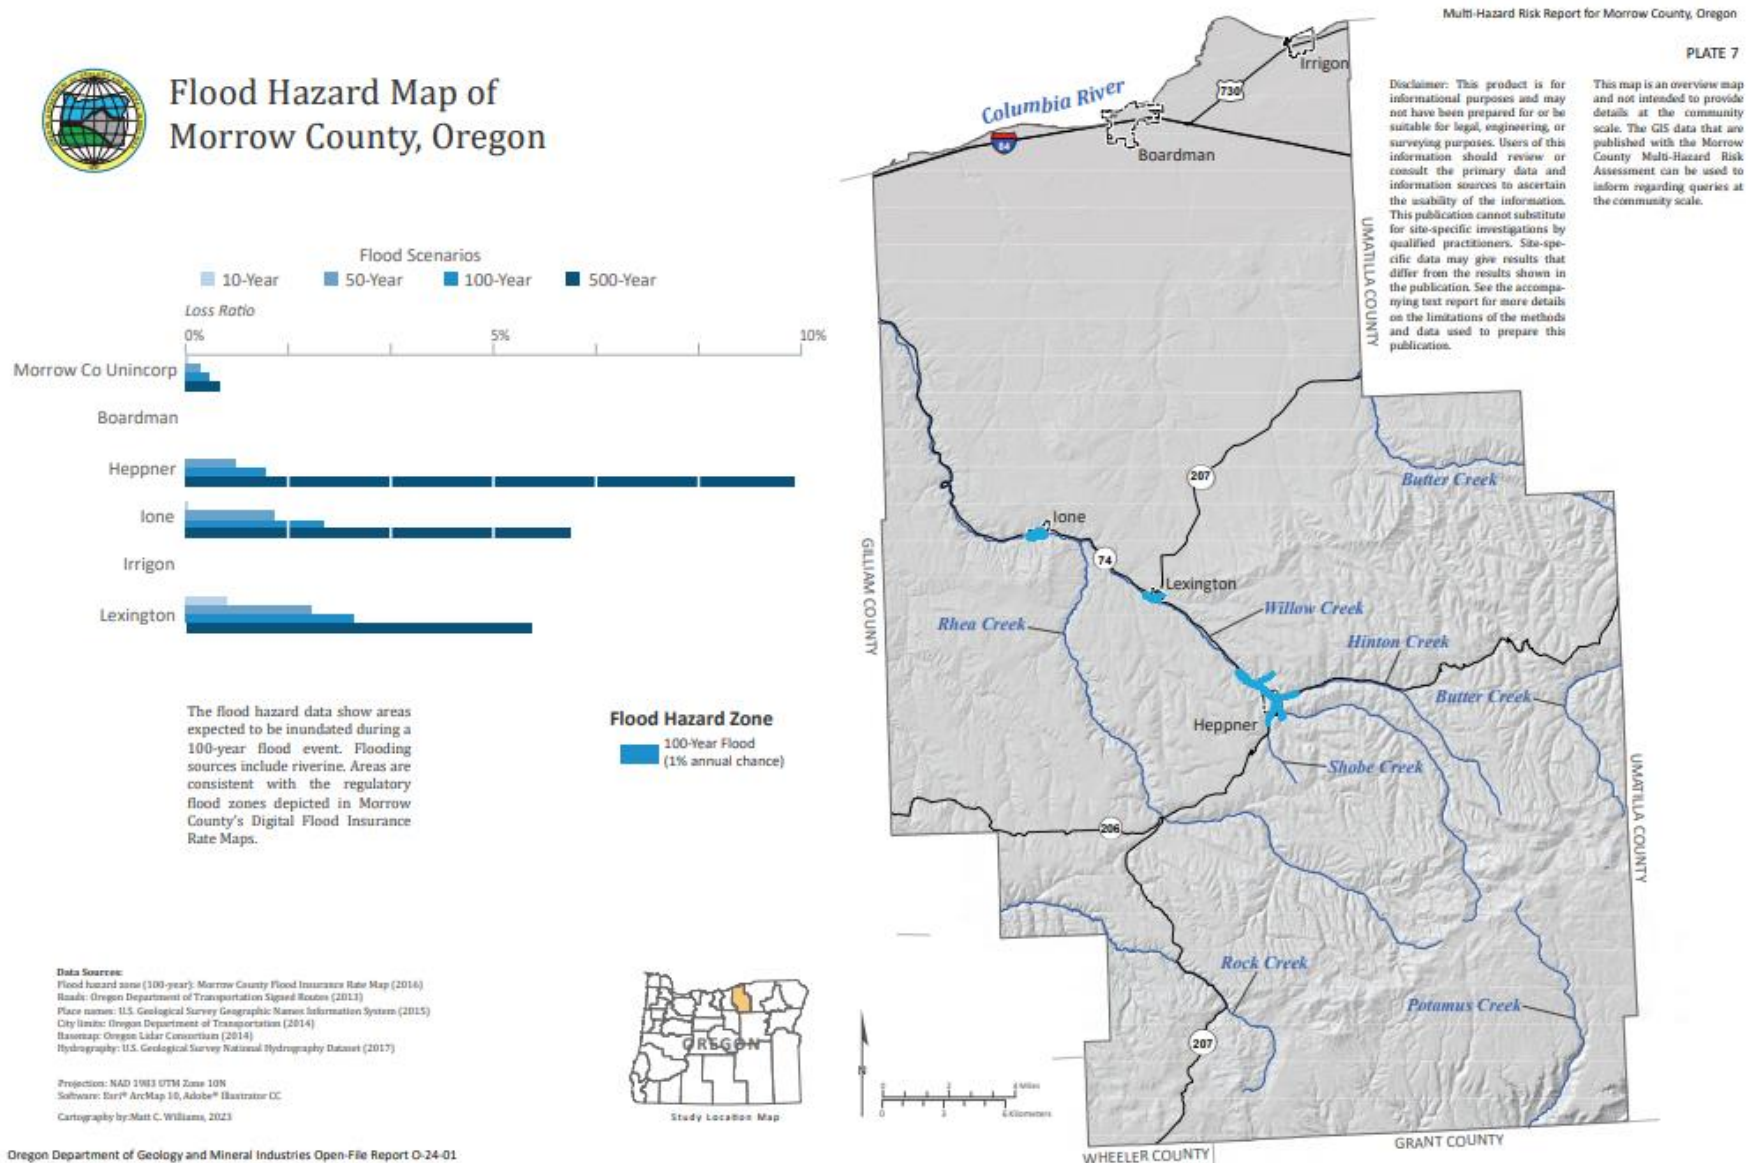 Multi-Hazard Risk Report for Morrow County, Oregon
PLATE 7
Flood Hazard Map of
Morrow County, Oregon
Disclaimer: This product is for
informational purposes and may
not have been prepared for or be
suitable for legal, engineering, or
surveying purposes. Users of this
information should review or
consult the primary data and
information sources to ascertain
the usability of the information.
This publication cannot substitute
for site-specific investigations by
qualified practitioners. Site-spe-
cific data may give results that
differ from the results shown in
the publication. See the accompa-
nying text report for more details
on the limitations of the methods
and data used to prepare this
publication.
This map is an overview map
and not intended to provide
details at the community
scale. The GIS data that are
published with the Morrow
County Multi-Hazard Risk
Assessment can be used to
inform regarding queries at
the community scale.
Flood Scenarios
10-Year 50-Year 100-Year 500-Year
Loss Ratio
0% 5% 10%
Morrow Co Unincorp
Boardman
Heppner
Ione
Irrigon
Lexington
The flood hazard data show areas
expected to be inundated during a
100-year flood event. Flooding
sources include riverine. Areas are
consistent with the regulatory
flood zones depicted in Morrow
County's Digital Flood Insurance
Rate Maps.
Flood Hazard Zone
100-Year Flood
(1% annual chance)
Irrigon
730
Columbia River
84
Boardman
UMATILLA COUNTY
207
Butter Creek
Ione
74
GILLIAM COUNTY
Lexington
Willow Creek
Rhea Creek
Hinton Creek
Butter Creek
Heppner
Shobe Creek
UMATILLA COUNTY
206
Rock Creek
Potamus Creek
207
N
Miles
Kilometers
GRANT COUNTY
WHEELER COUNTY
OREGON
Study Location Map
Data Sources:
Flood hazard zone (100-year): Morrow County Flood Insurance Rate Map (2016)
Roads: Oregon Department of Transportation Signed Routes (2013)
Place names: U.S. Geological Survey Geographic Names Information System (2015)
City limits: Oregon Department of Transportation (2014)
Basemap: Oregon Lidar Consortium (2014)
Hydrography: U.S. Geological Survey National Hydrography Dataset (2017)
Projection: NAD 1983 UTM Zone 10N
Software: Esri® ArcMap 10, Adobe® Illustrator CC
Cartography by:Matt C. Williams, 2023
Oregon Department of Geology and Mineral Industries Open-File Report O-24-01